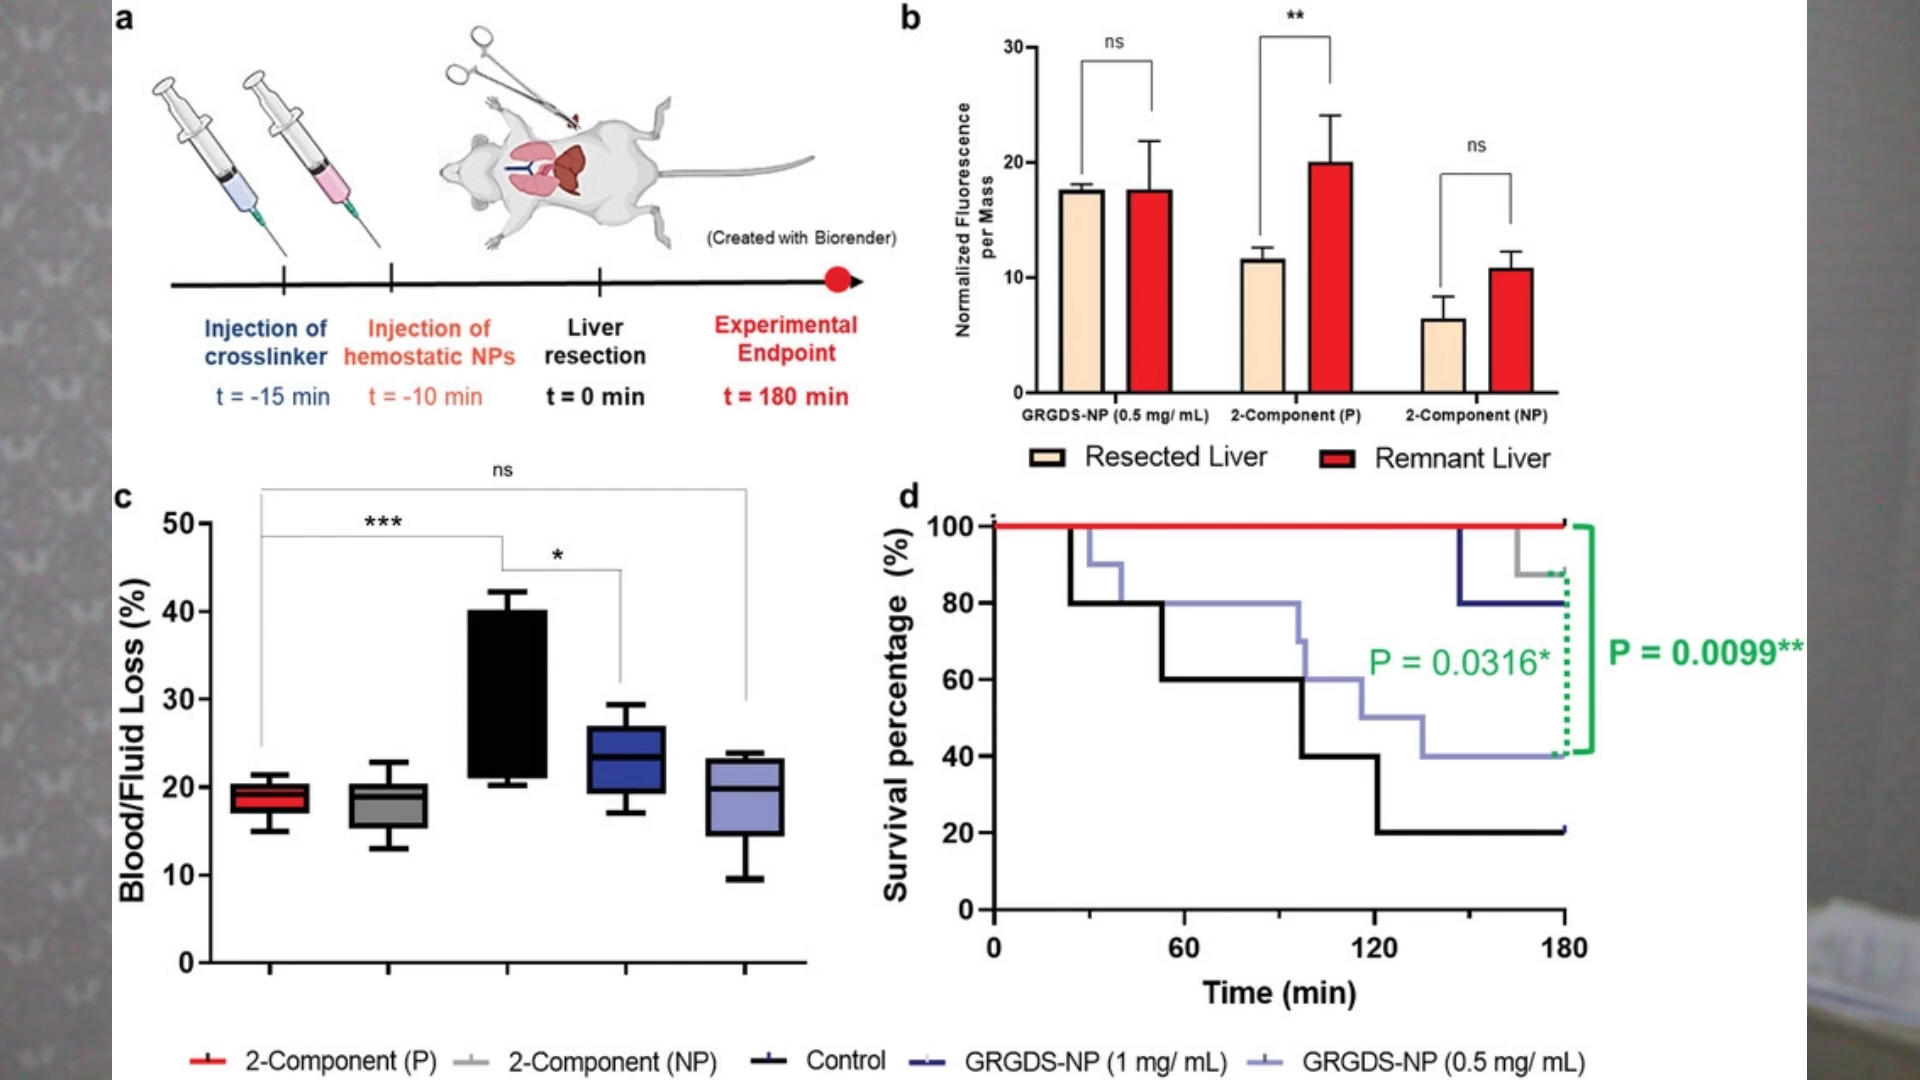 a
(Created with Biorender)
Injection of
crosslinker
t = -15 min
Injection of
hemostatic NPs
t = -10 min
Liver
resection
t = 0 min
Experimental
Endpoint
t = 180 min
b
Normalized Fluorescence
per Mass
30
20
10
0
ns
**
ns
GRGDS-NP (0.5 mg/ mL)
2-Component (P)
2-Component (NP)
Resected Liver
Remnant Liver
c
Blood/Fluid Loss (%)
50
40
30
20
10
0
ns
***
*
d
Survival percentage (%)
100
80
60
40
20
0
P = 0.0316*
P = 0.0099**
0
60
120
180
Time (min)
2-Component (P)
2-Component (NP)
Control
GRGDS-NP (1 mg/ mL)
GRGDS-NP (0.5 mg/ mL)